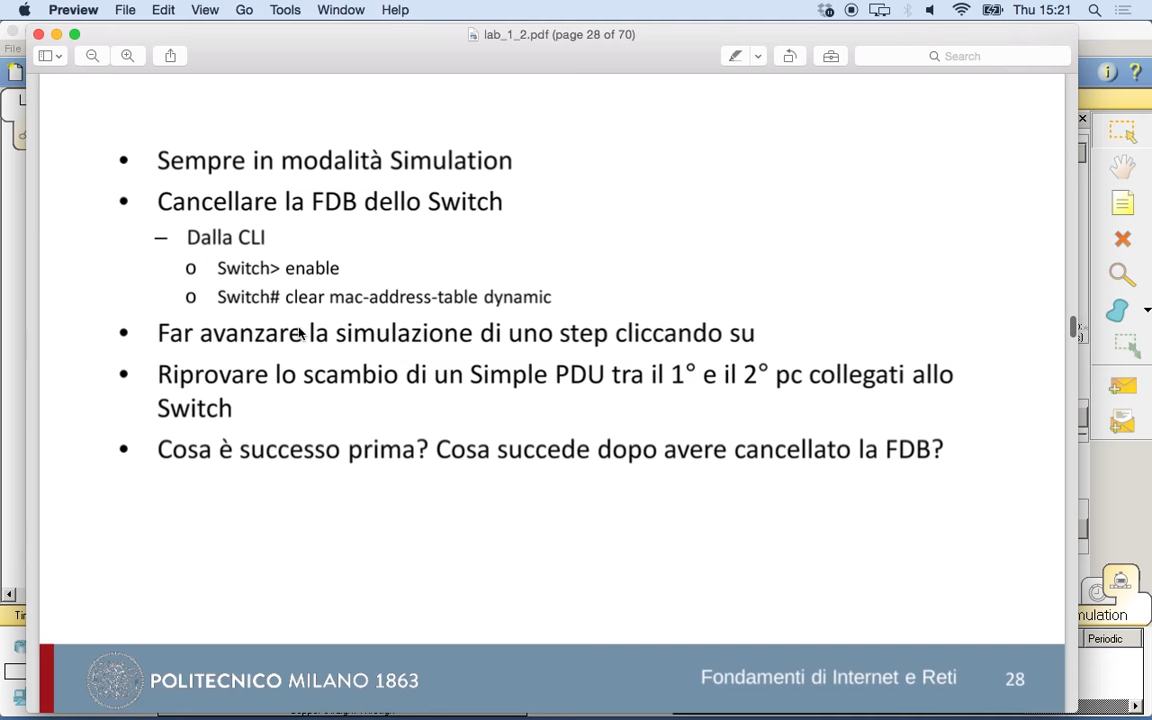 Preview File Edit View Go Tools Window Help Thu 15:21
lab_1_2.pdf (page 28 of 70)
File
Search
• Sempre in modalità Simulation
• Cancellare la FDB dello Switch
– Dalla CLI
o Switch> enable
o Switch# clear mac-address-table dynamic
• Far avanzare la simulazione di uno step cliccando su
• Riprovare lo scambio di un Simple PDU tra il 1° e il 2° pc collegati allo
Switch
• Cosa è successo prima? Cosa succede dopo avere cancellato la FDB?
mulation
Periodic
POLITECNICO MILANO 1863
Fondamenti di Internet e Reti 28